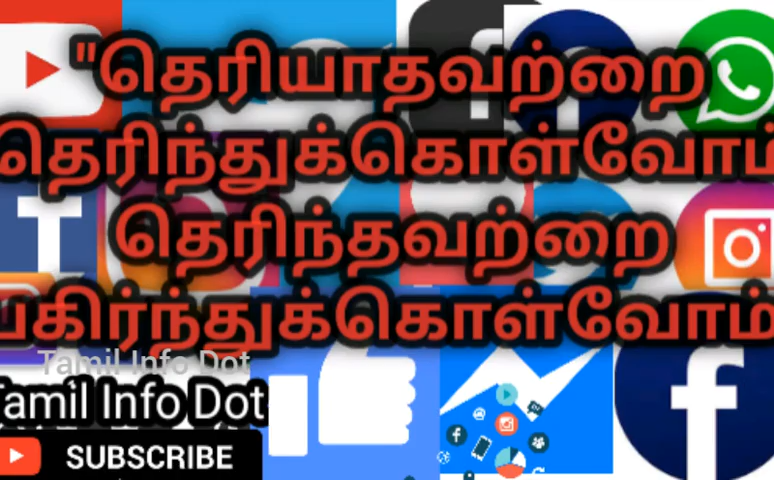 "தெரியாதவற்றை
தெரிந்துக்கொள்வோம்
தெரிந்தவற்றை
பகிர்ந்துக்கொள்வோம்
Tamil Info Dot
Tamil Info Dot
SUBSCRIBE